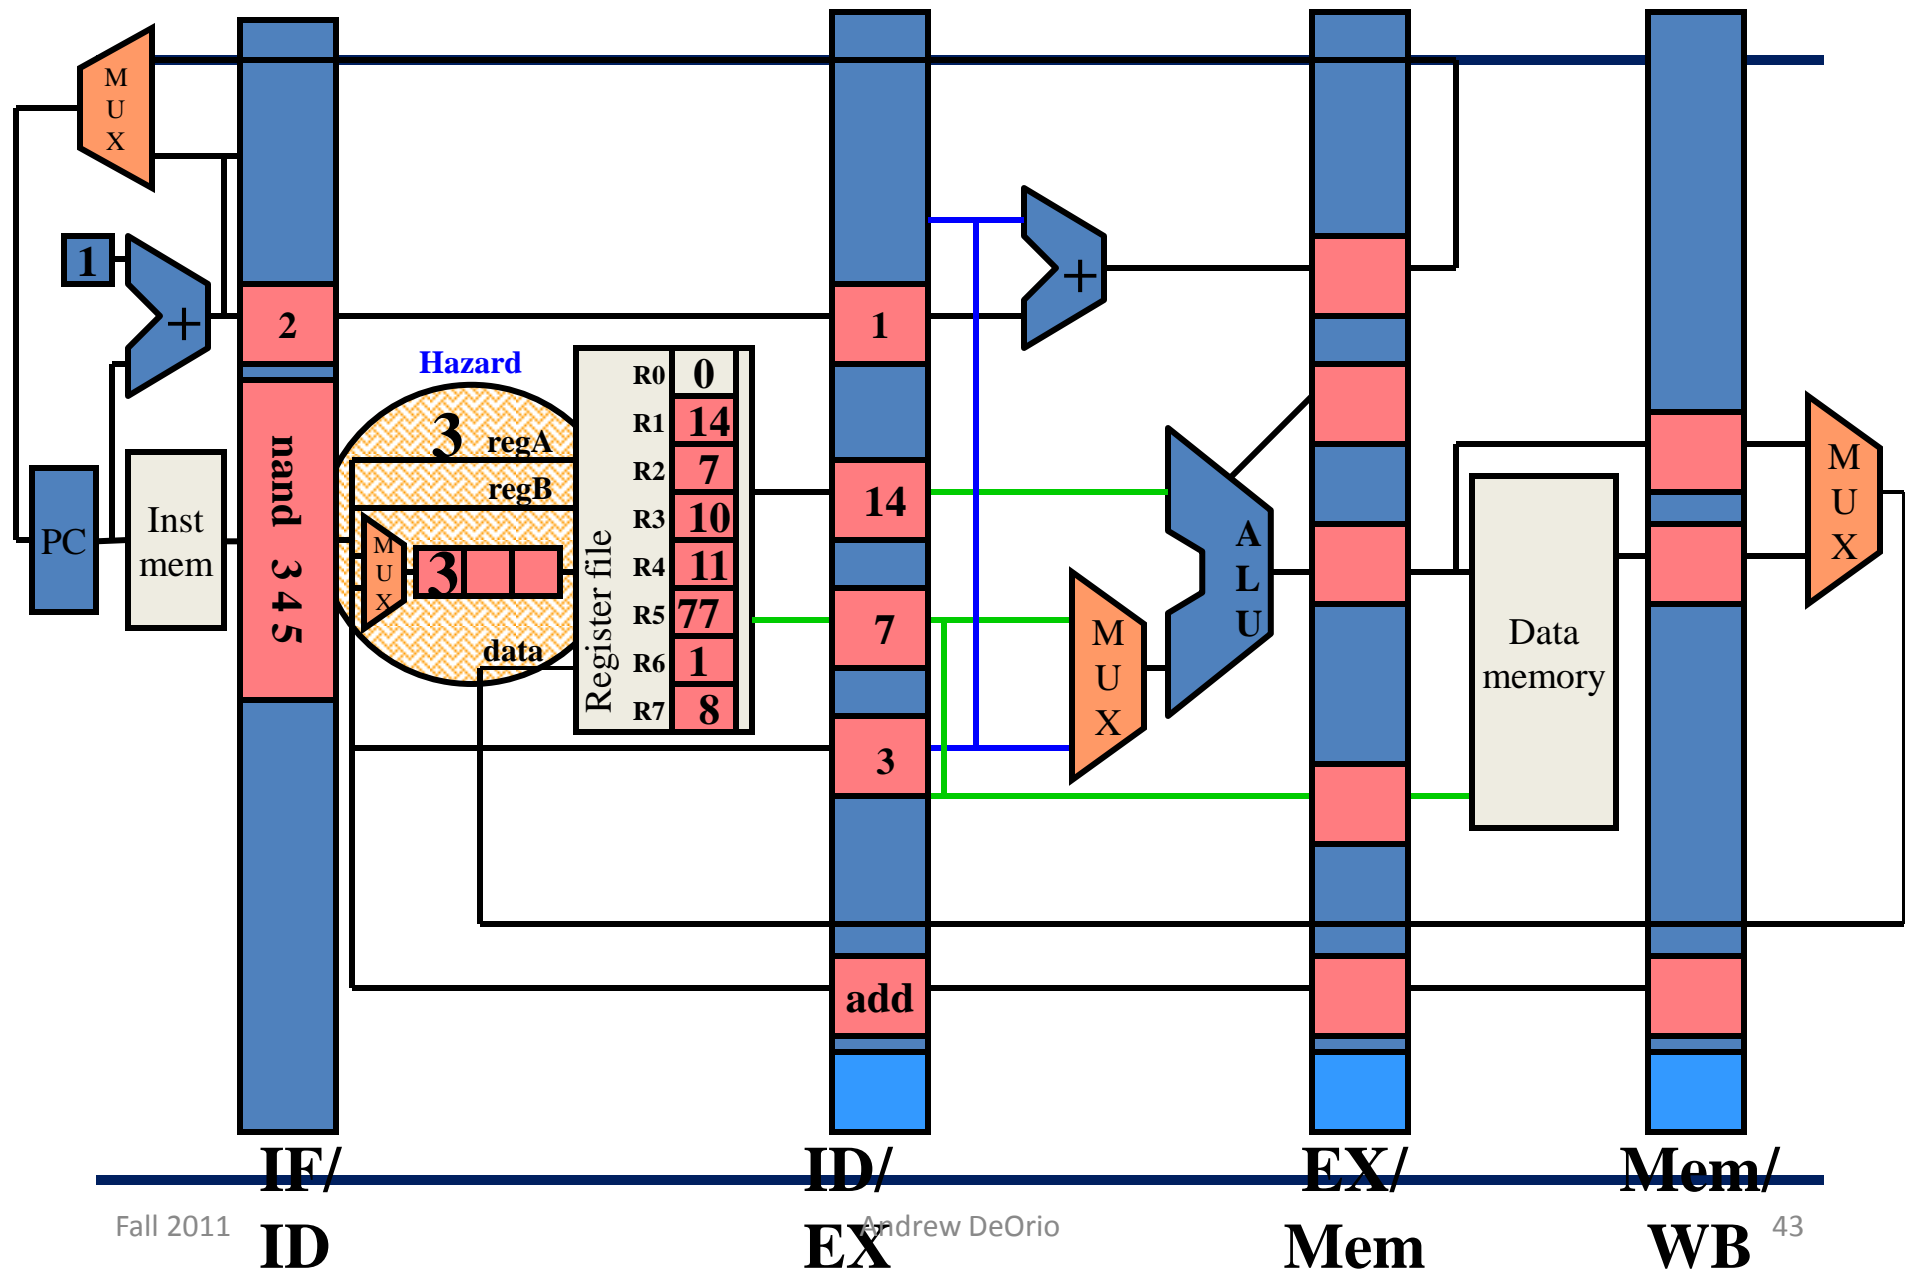 M
U
X
1
+
2
nand 3 4 5
PC
Inst
mem
Hazard
3
regA
regB
M
U
X
3
data
Register file
R0 0
R1 14
R2 7
R3 10
R4 11
R5 77
R6 1
R7 8
1
14
7
3
add
+
M
U
X
A
L
U
Data
memory
M
U
X
IF/
ID
ID/
EX
EX/
Mem
Mem/
WB
Fall 2011
Andrew DeOrio
43